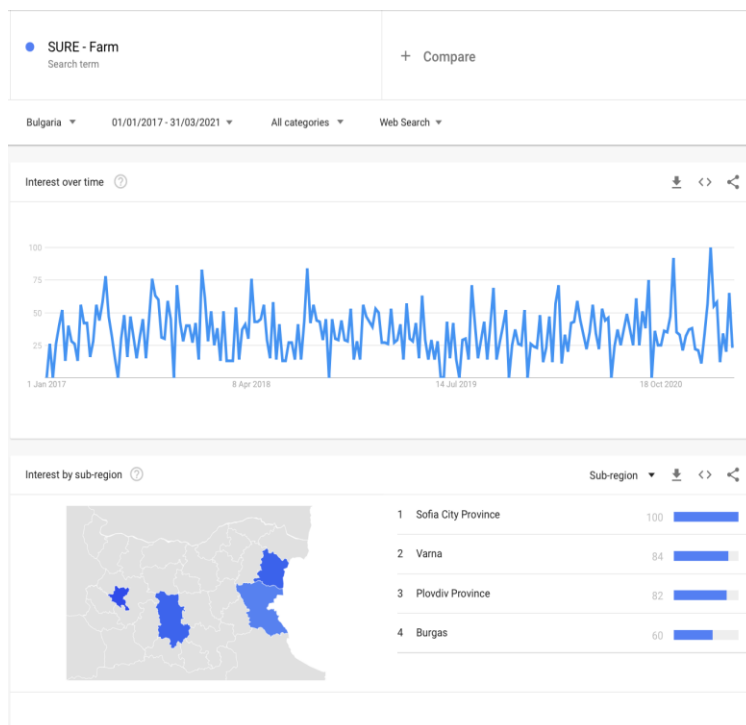 SURE - Farm
Search term
+ Compare
Bulgaria
01/01/2017 - 31/03/2021
All categories
Web Search
Interest over time
100
75
50
25
1 Jan 2017
8 Apr 2018
14 Jul 2019
18 Oct 2020
Interest by sub-region
Sub-region
1 Sofia City Province 100
2 Varna 84
3 Plovdiv Province 82
4 Burgas 60